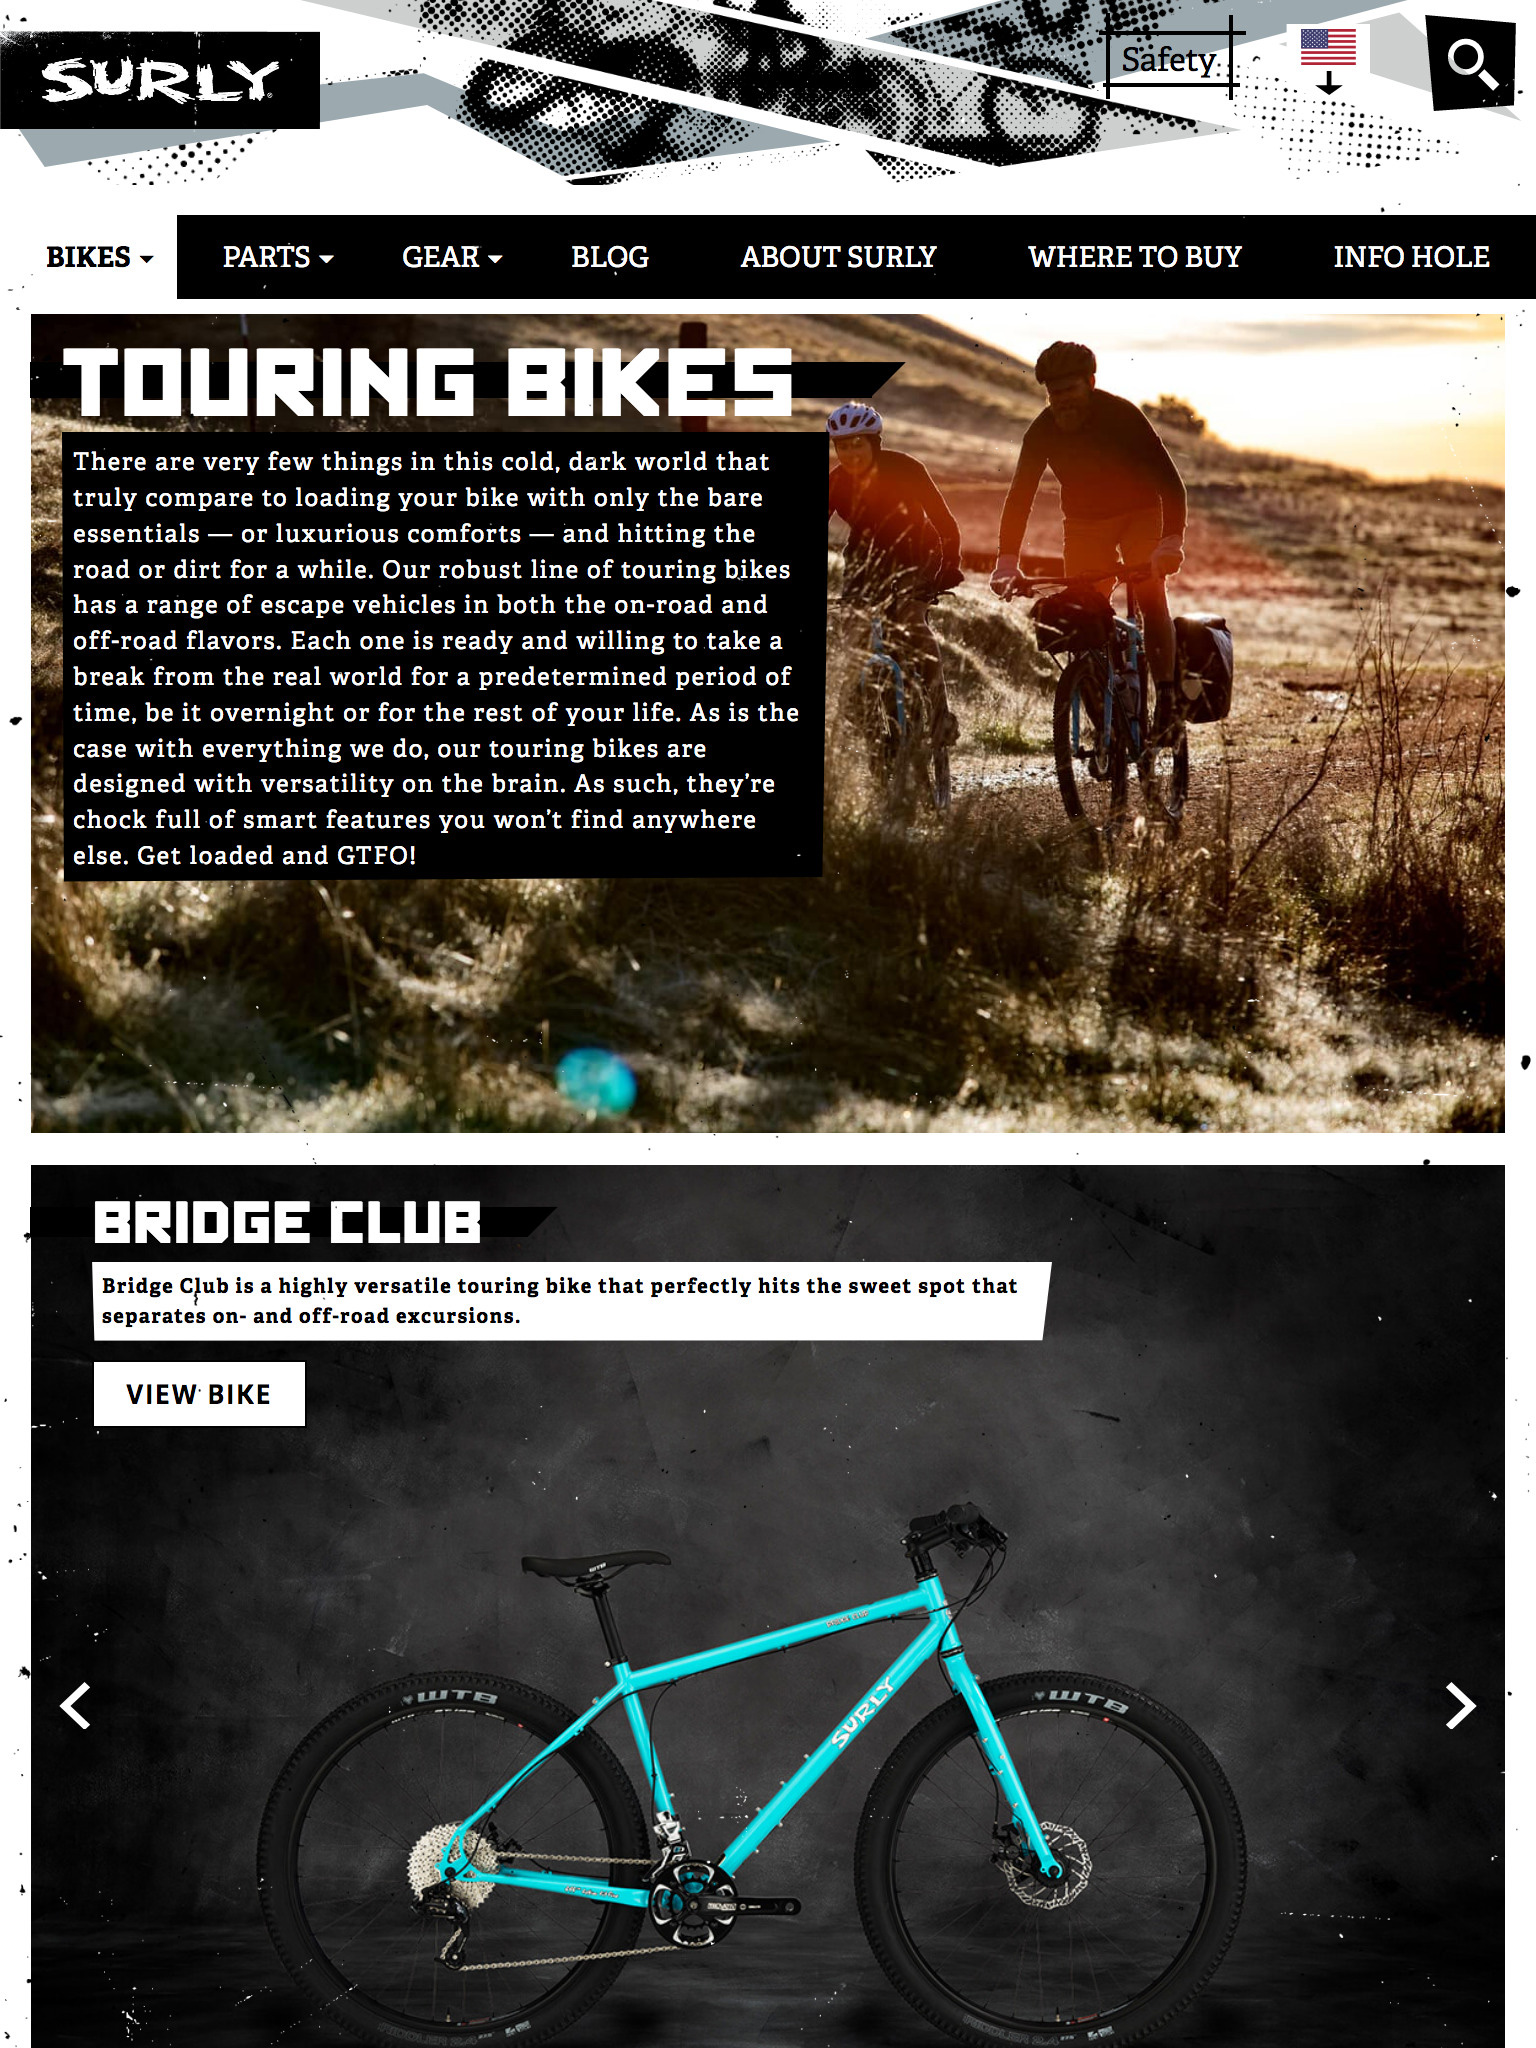 SURLY
Safety
BIKES
PARTS
GEAR
BLOG
ABOUT SURLY
WHERE TO BUY
INFO HOLE
TOURING BIKES
There are very few things in this cold, dark world that
truly compare to loading your bike with only the bare
essentials — or luxurious comforts — and hitting the
road or dirt for a while. Our robust line of touring bikes
has a range of escape vehicles in both the on-road and
off-road flavors. Each one is ready and willing to take a
break from the real world for a predetermined period of
time, be it overnight or for the rest of your life. As is the
case with everything we do, our touring bikes are
designed with versatility on the brain. As such, they’re
chock full of smart features you won’t find anywhere
else. Get loaded and GTFO!
BRIDGE CLUB
Bridge Club is a highly versatile touring bike that perfectly hits the sweet spot that
separates on- and off-road excursions.
VIEW BIKE
WTB
BRIDGE CLUB
SURLY
WTB
WTB